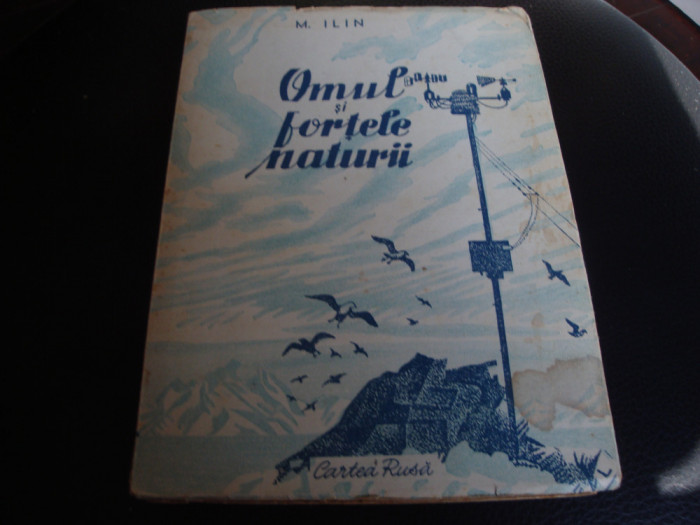 M. ILIN
Omul
și
forțele
naturii
Cartea Rusă